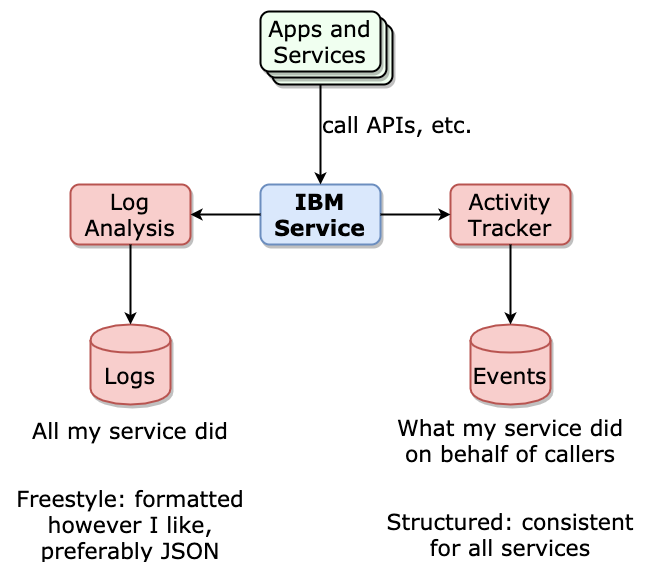 Apps and
Services
call APIs, etc.
Log
Analysis
IBM
Service
Activity
Tracker
Logs
Events
All my service did
What my service did
on behalf of callers
Freestyle: formatted
however I like,
preferably JSON
Structured: consistent
for all services